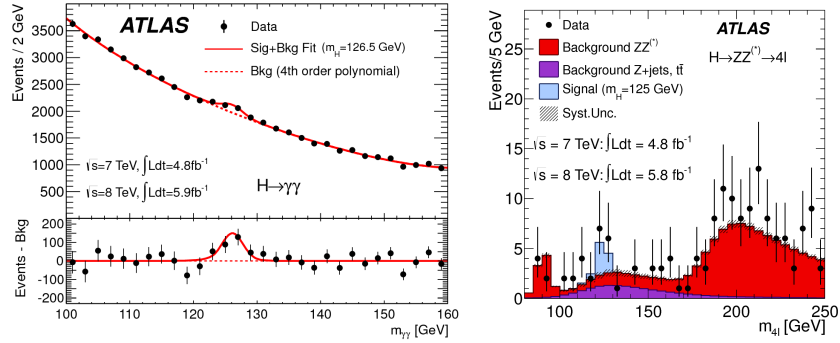 ATLAS
Data
Sig+Bkg Fit (mH=126.5 GeV)
Bkg (4th order polynomial)
Events / 2 GeV
3500
3000
2500
2000
1500
1000
500
√s=7 TeV, ∫Ldt=4.8fb⁻¹
√s=8 TeV, ∫Ldt=5.9fb⁻¹
H→γγ
Events - Bkg
200
100
0
-100
-200
100 110 120 130 140 150 160
mγγ [GeV]
Events/5 GeV
25
20
15
10
5
0
Data
Background ZZ(*)
Background Z+jets, tt̄
Signal (mH=125 GeV)
Syst.Unc.
ATLAS
H→ZZ(*)→4l
√s = 7 TeV: ∫Ldt = 4.8 fb⁻¹
√s = 8 TeV: ∫Ldt = 5.8 fb⁻¹
100 150 200 250
m4l [GeV]